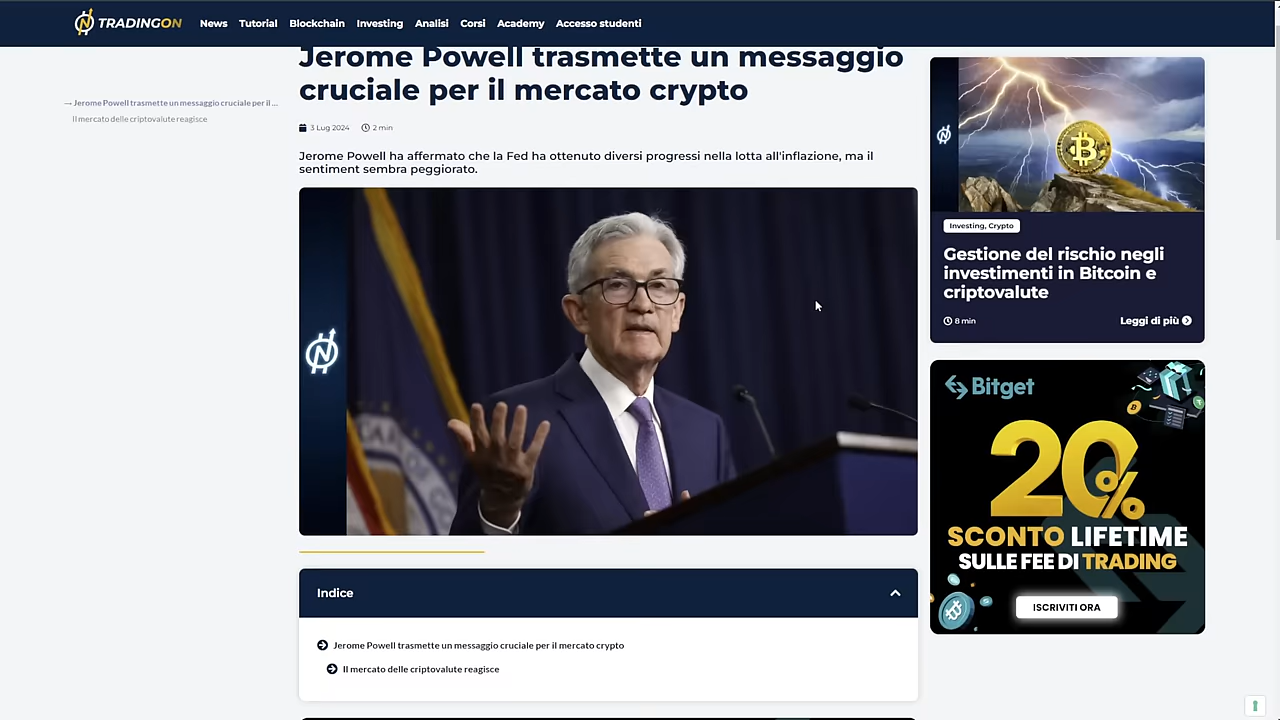 TRADINGON
News Tutorial Blockchain Investing Analisi Corsi Academy Accesso studenti
→ Jerome Powell trasmette un messaggio cruciale per il ...
Il mercato delle criptovalute reagisce
Jerome Powell trasmette un messaggio
cruciale per il mercato crypto
3 Lug 2024 2 min
Jerome Powell ha affermato che la Fed ha ottenuto diversi progressi nella lotta all'inflazione, ma il
sentiment sembra peggiorato.
Indice
Jerome Powell trasmette un messaggio cruciale per il mercato crypto
Il mercato delle criptovalute reagisce
Investing, Crypto
Gestione del rischio negli
investimenti in Bitcoin e
criptovalute
8 min Leggi di più
Bitget
20%
SCONTO LIFETIME
SULLE FEE DI TRADING
ISCRIVITI ORA